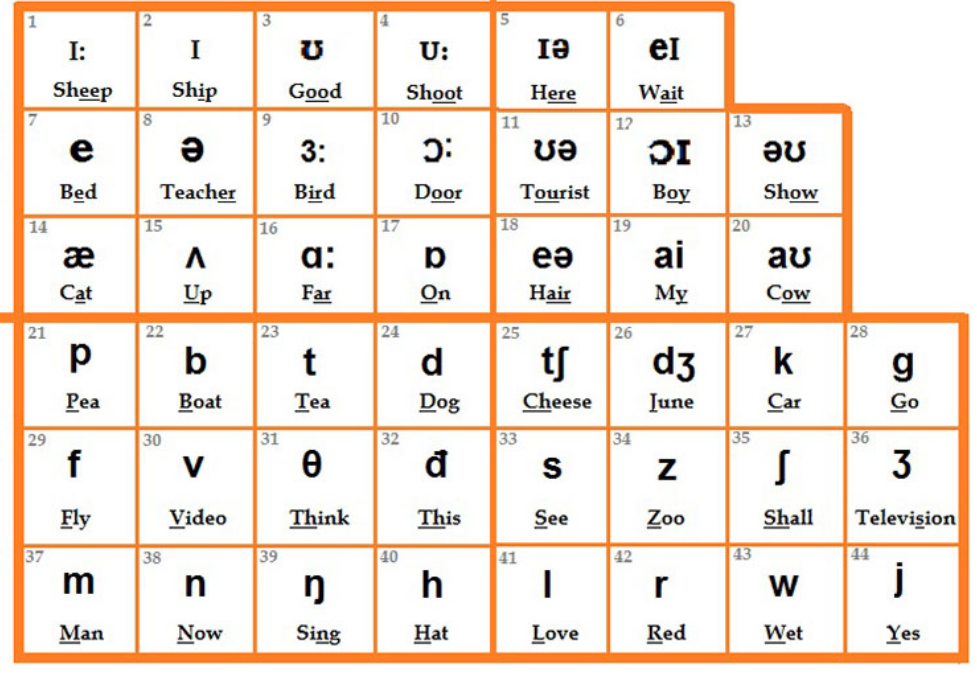 1 2 3 4 5 6
ɪ: ɪ ʊ ʊ: ɪə eɪ
Sheep Ship Good Shoot Here Wait
7 8 9 10 11 12 13
e ə ɜ: ɔ: ʊə ɔɪ əʊ
Bed Teacher Bird Door Tourist Boy Show
14 15 16 17 18 19 20
æ ʌ ɑ: ɒ eə ai aʊ
Cat Up Far On Hair My Cow
21 22 23 24 25 26 27 28
p b t d tʃ dʒ k g
Pea Boat Tea Dog Cheese June Car Go
29 30 31 32 33 34 35 36
f v θ đ s z ʃ ʒ
Fly Video Think This See Zoo Shall Television
37 38 39 40 41 42 43 44
m n ŋ h l r w j
Man Now Sing Hat Love Red Wet Yes